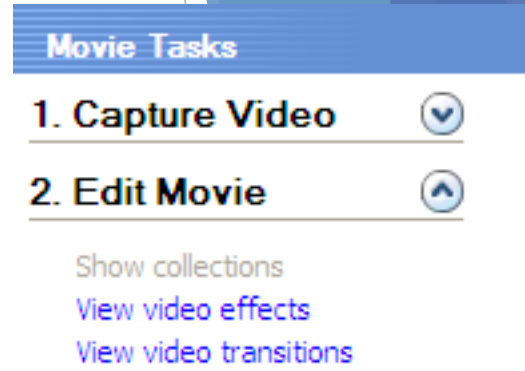 Movie Tasks
1. Capture Video
2. Edit Movie
Show collections
View video effects
View video transitions